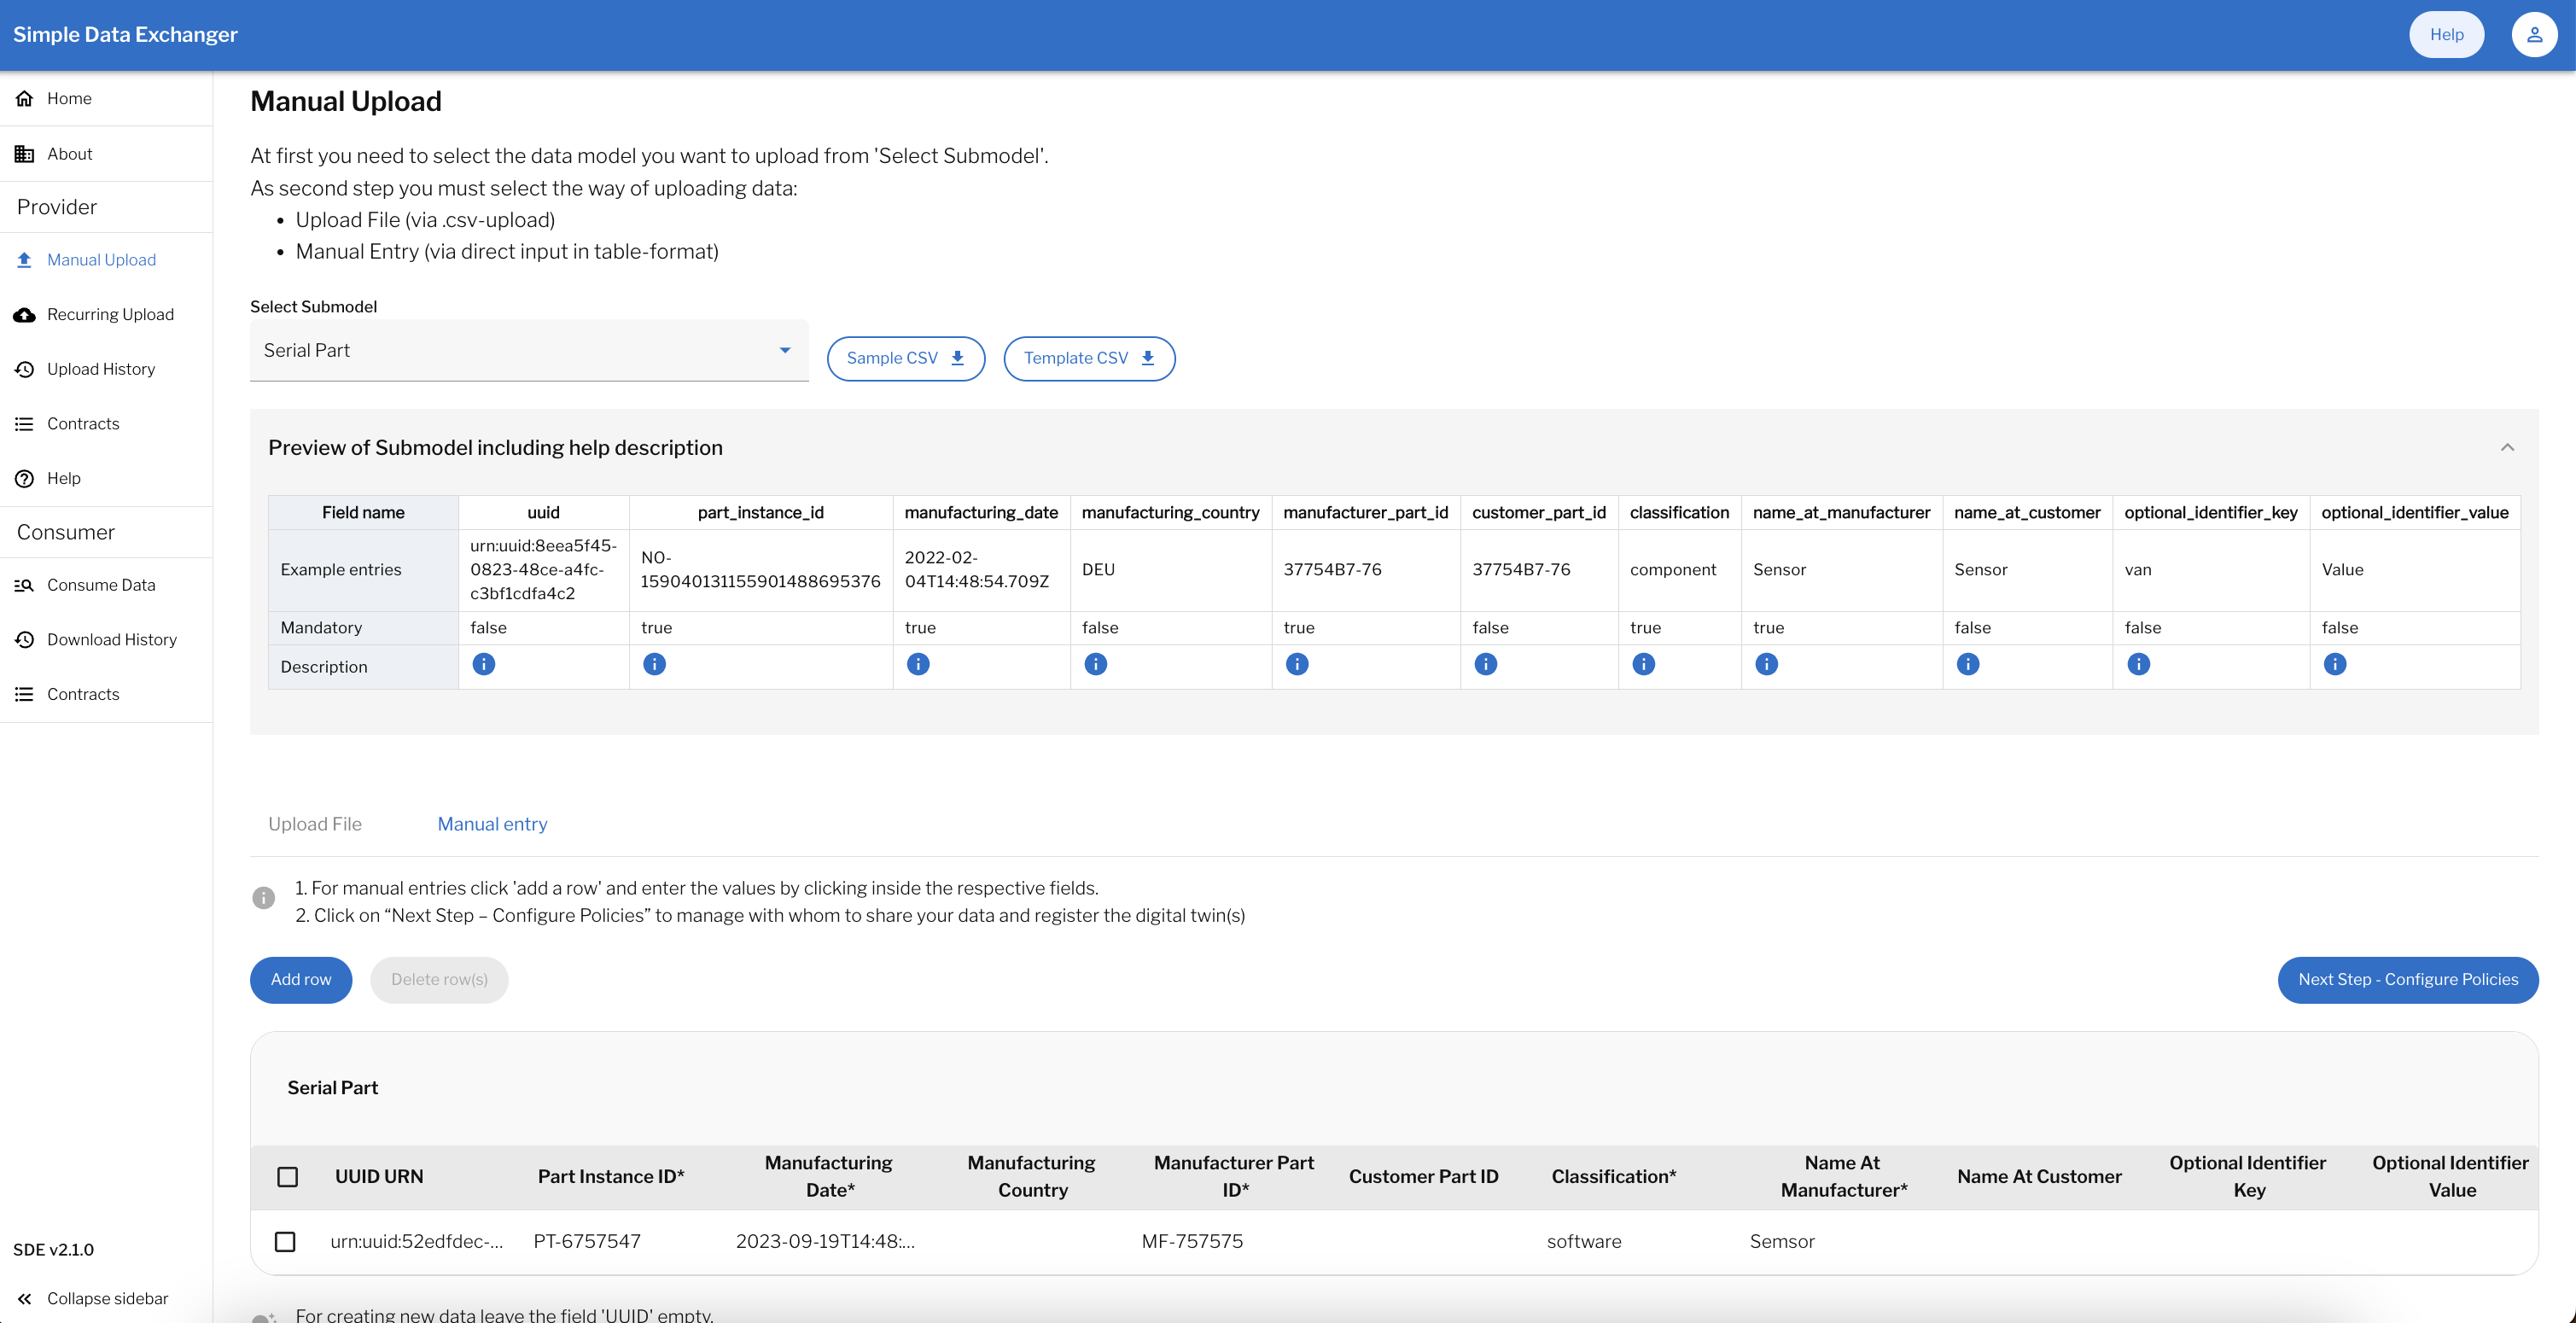 Simple Data Exchanger
Help
Home
About
Provider
Manual Upload
Recurring Upload
Upload History
Contracts
Help
Consumer
Consume Data
Download History
Contracts
SDE v2.1.0
Collapse sidebar
Manual Upload
At first you need to select the data model you want to upload from 'Select Submodel'.
As second step you must select the way of uploading data:
• Upload File (via .csv-upload)
• Manual Entry (via direct input in table-format)
Select Submodel
Serial Part
Sample CSV
Template CSV
Preview of Submodel including help description
Field name uuid part_instance_id manufacturing_date manufacturing_country manufacturer_part_id customer_part_id classification name_at_manufacturer name_at_customer optional_identifier_key optional_identifier_value
Example entries urn:uuid:8eea5f45-0823-48ce-a4fc-c3bf1cdfa4c2 NO-159040131155901488695376 2022-02-04T14:48:54.709Z DEU 37754B7-76 37754B7-76 component Sensor Sensor van Value
Mandatory false true true false true false true true false false false
Description
Upload File Manual entry
1. For manual entries click 'add a row' and enter the values by clicking inside the respective fields.
2. Click on “Next Step – Configure Policies” to manage with whom to share your data and register the digital twin(s)
Add row
Delete row(s)
Next Step - Configure Policies
Serial Part
UUID URN Part Instance ID* Manufacturing Date* Manufacturing Country Manufacturer Part ID* Customer Part ID Classification* Name At Manufacturer* Name At Customer Optional Identifier Key Optional Identifier Value
urn:uuid:52edfdec-... PT-6757547 2023-09-19T14:48:... MF-757575 software Semsor
For creating new data leave the field 'UUID' empty.